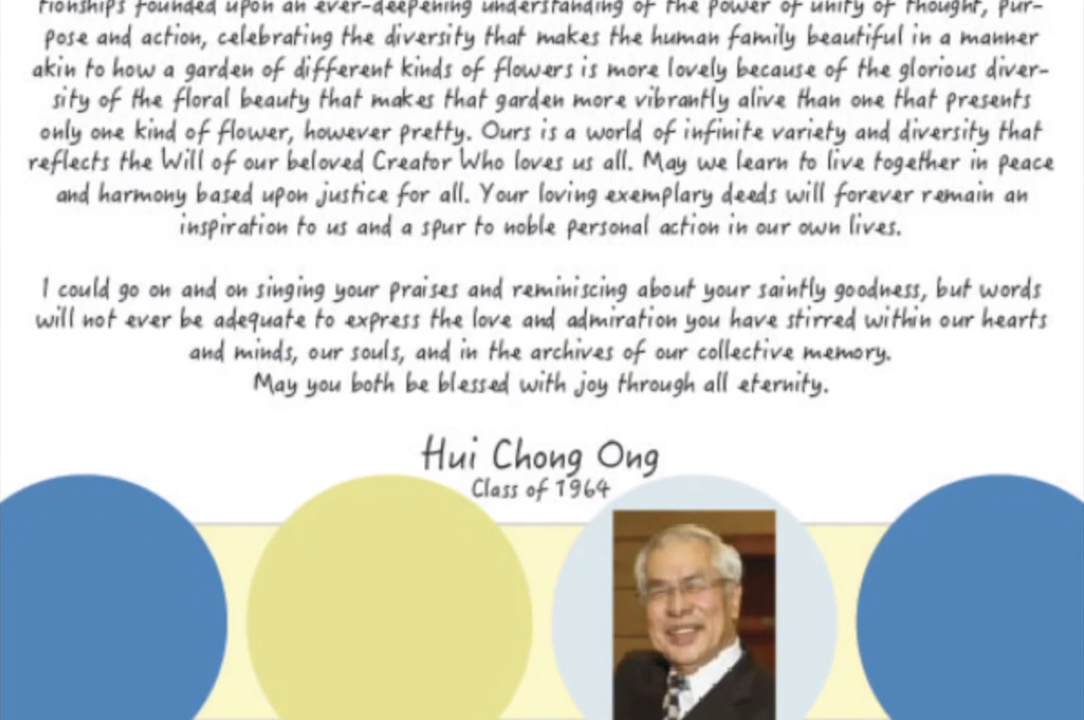 tionships founded upon an ever-deepening understanding of the power of unity of thought, pur-
pose and action, celebrating the diversity that makes the human family beautiful in a manner
akin to how a garden of different kinds of flowers is more lovely because of the glorious diver-
sity of the floral beauty that makes that garden more vibrantly alive than one that presents
only one kind of flower, however pretty. Ours is a world of infinite variety and diversity that
reflects the Will of our beloved Creator Who loves us all. May we learn to live together in peace
and harmony based upon justice for all. Your loving exemplary deeds will forever remain an
inspiration to us and a spur to noble personal action in our own lives.
I could go on and on singing your praises and reminiscing about your saintly goodness, but words
will not ever be adequate to express the love and admiration you have stirred within our hearts
and minds, our souls, and in the archives of our collective memory.
May you both be blessed with joy through all eternity.
Hui Chong Ong
Class of 1964